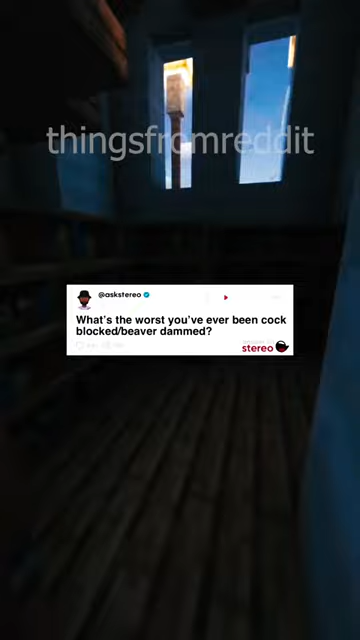 thingsfromreddit
@askstereo
What's the worst you've ever been cock
blocked/beaver dammed?
stereo